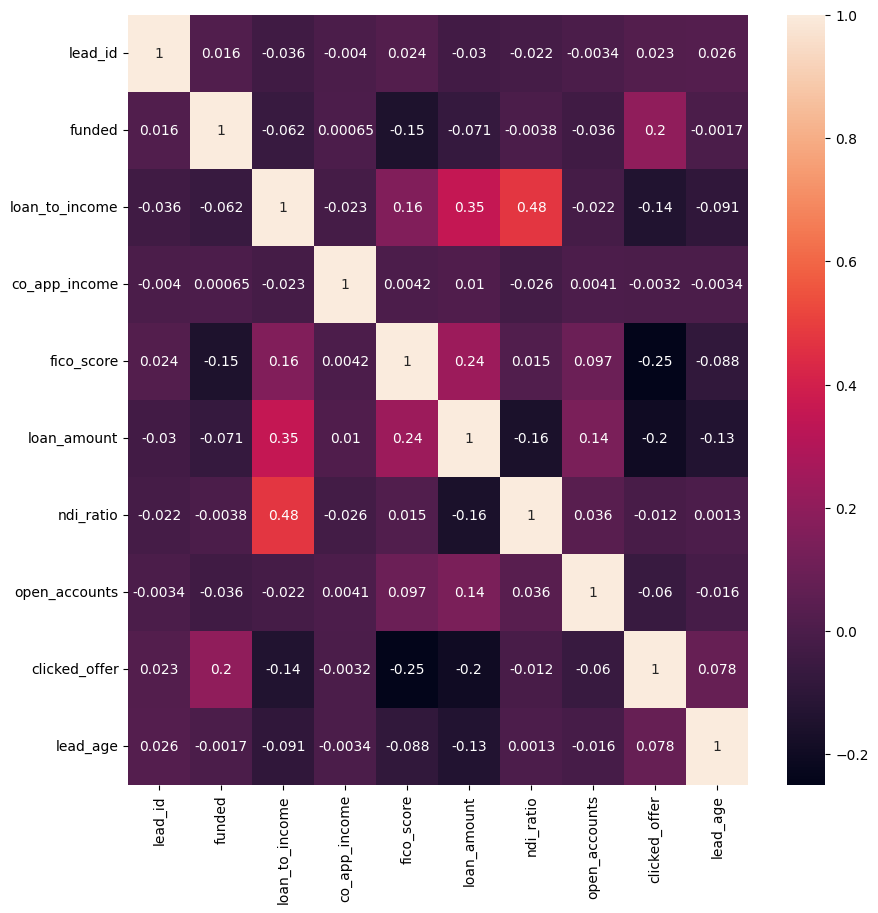 lead_id 1 0.016 -0.036 -0.004 0.024 -0.03 -0.022 -0.0034 0.023 0.026
funded 0.016 1 -0.062 0.00065 -0.15 -0.071 -0.0038 -0.036 0.2 -0.0017
loan_to_income -0.036 -0.062 1 -0.023 0.16 0.35 0.48 -0.022 -0.14 -0.091
co_app_income -0.004 0.00065 -0.023 1 0.0042 0.01 -0.026 0.0041 -0.0032 -0.0034
fico_score 0.024 -0.15 0.16 0.0042 1 0.24 0.015 0.097 -0.25 -0.088
loan_amount -0.03 -0.071 0.35 0.01 0.24 1 -0.16 0.14 -0.2 -0.13
ndi_ratio -0.022 -0.0038 0.48 -0.026 0.015 -0.16 1 0.036 -0.012 0.0013
open_accounts -0.0034 -0.036 -0.022 0.0041 0.097 0.14 0.036 1 -0.06 -0.016
clicked_offer 0.023 0.2 -0.14 -0.0032 -0.25 -0.2 -0.012 -0.06 1 0.078
lead_age 0.026 -0.0017 -0.091 -0.0034 -0.088 -0.13 0.0013 -0.016 0.078 1
lead_id
funded
loan_to_income
co_app_income
fico_score
loan_amount
ndi_ratio
open_accounts
clicked_offer
lead_age
1.0
0.8
0.6
0.4
0.2
0.0
−0.2